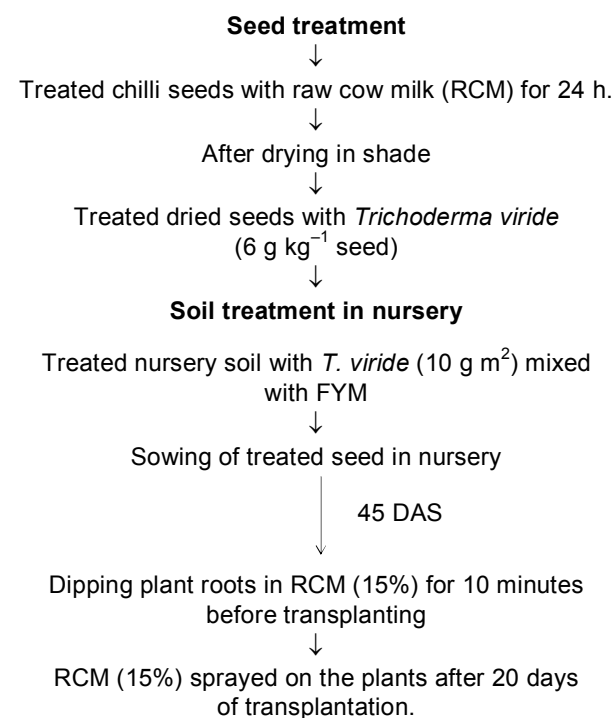 Seed treatment
↓
Treated chilli seeds with raw cow milk (RCM) for 24 h.
↓
After drying in shade
↓
Treated dried seeds with Trichoderma viride
(6 g kg⁻¹ seed)
↓
Soil treatment in nursery
Treated nursery soil with T. viride (10 g m²) mixed
with FYM
↓
Sowing of treated seed in nursery
↓ 45 DAS
Dipping plant roots in RCM (15%) for 10 minutes
before transplanting
↓
RCM (15%) sprayed on the plants after 20 days
of transplantation.